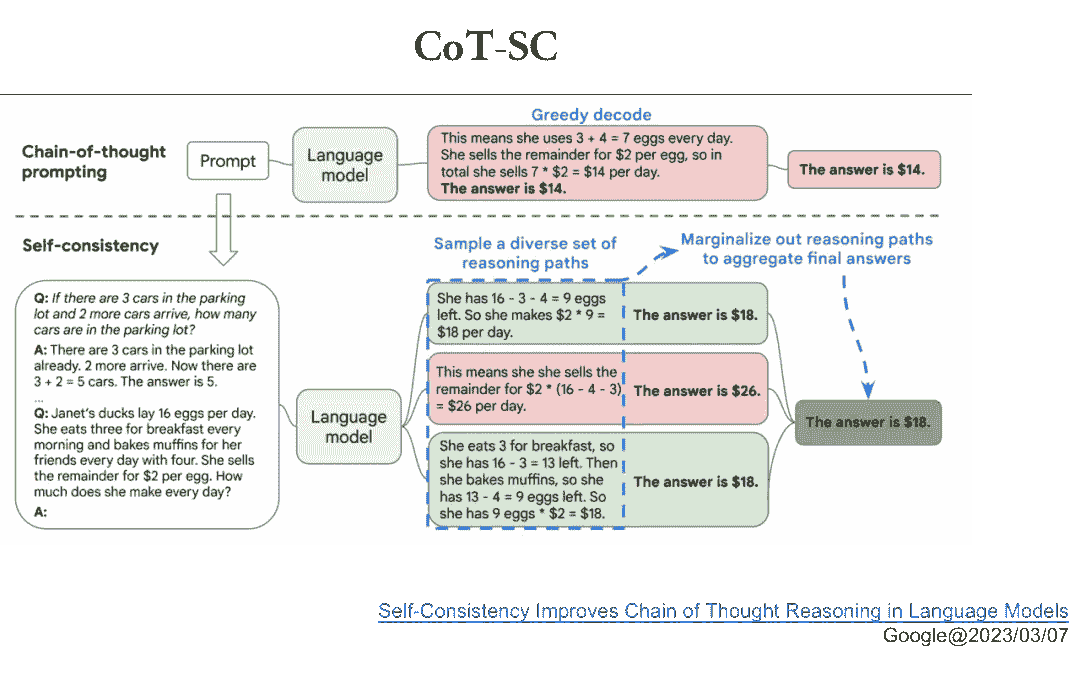 CoT-SC
Greedy decode
Chain-of-thought
prompting
Prompt
Language
model
This means she uses 3 + 4 = 7 eggs every day.
She sells the remainder for $2 per egg, so in
total she sells 7 * $2 = $14 per day.
The answer is $14.
The answer is $14.
Self-consistency
Sample a diverse set of
reasoning paths
Marginalize out reasoning paths
to aggregate final answers
Q: If there are 3 cars in the parking
lot and 2 more cars arrive, how many
cars are in the parking lot?
A: There are 3 cars in the parking lot
already. 2 more arrive. Now there are
3 + 2 = 5 cars. The answer is 5.
...
Q: Janet's ducks lay 16 eggs per day.
She eats three for breakfast every
morning and bakes muffins for her
friends every day with four. She sells
the remainder for $2 per egg. How
much does she make every day?
A:
Language
model
She has 16 - 3 - 4 = 9 eggs
left. So she makes $2 * 9 =
$18 per day.
The answer is $18.
This means she she sells the
remainder for $2 * (16 - 4 - 3)
= $26 per day.
The answer is $26.
She eats 3 for breakfast, so
she has 16 - 3 = 13 left. Then
she bakes muffins, so she
has 13 - 4 = 9 eggs left. So
she has 9 eggs * $2 = $18.
The answer is $18.
The answer is $18.
Self-Consistency Improves Chain of Thought Reasoning in Language Models
Google@2023/03/07